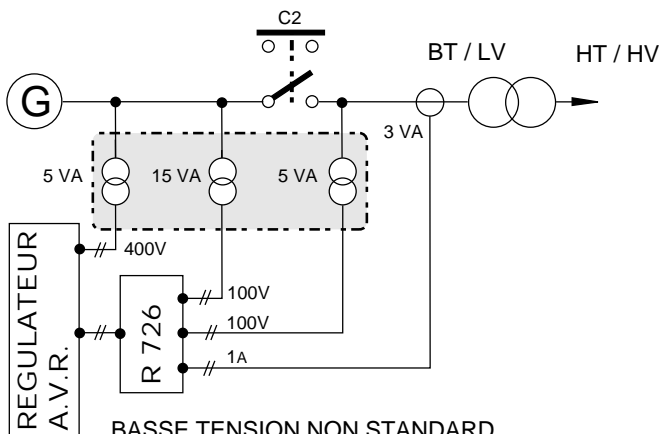 C2
BT / LV
HT / HV
G
3 VA
5 VA
15 VA
5 VA
400V
REGULATEUR
A.V.R.
R 726
100V
100V
1A
BASSE TENSION NON STANDARD